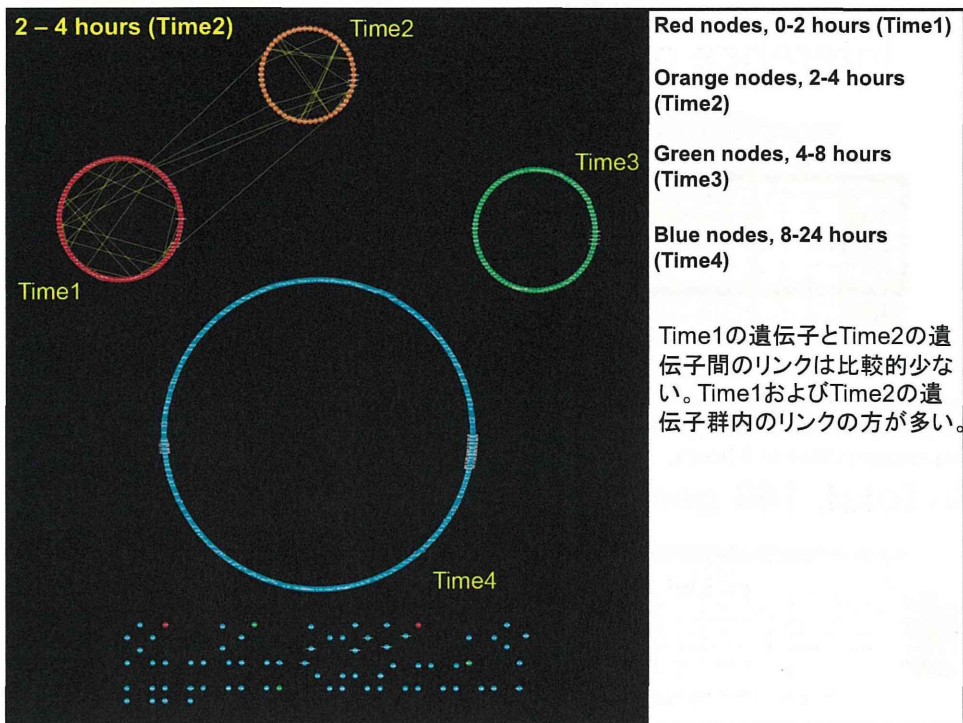 2 – 4 hours (Time2)
Time2
Time3
Time1
Time4
Red nodes, 0-2 hours (Time1)
Orange nodes, 2-4 hours
(Time2)
Green nodes, 4-8 hours
(Time3)
Blue nodes, 8-24 hours
(Time4)
Time1の遺伝子とTime2の遺
伝子間のリンクは比較的少な
い。Time1およびTime2の遺
伝子群内のリンクの方が多い。